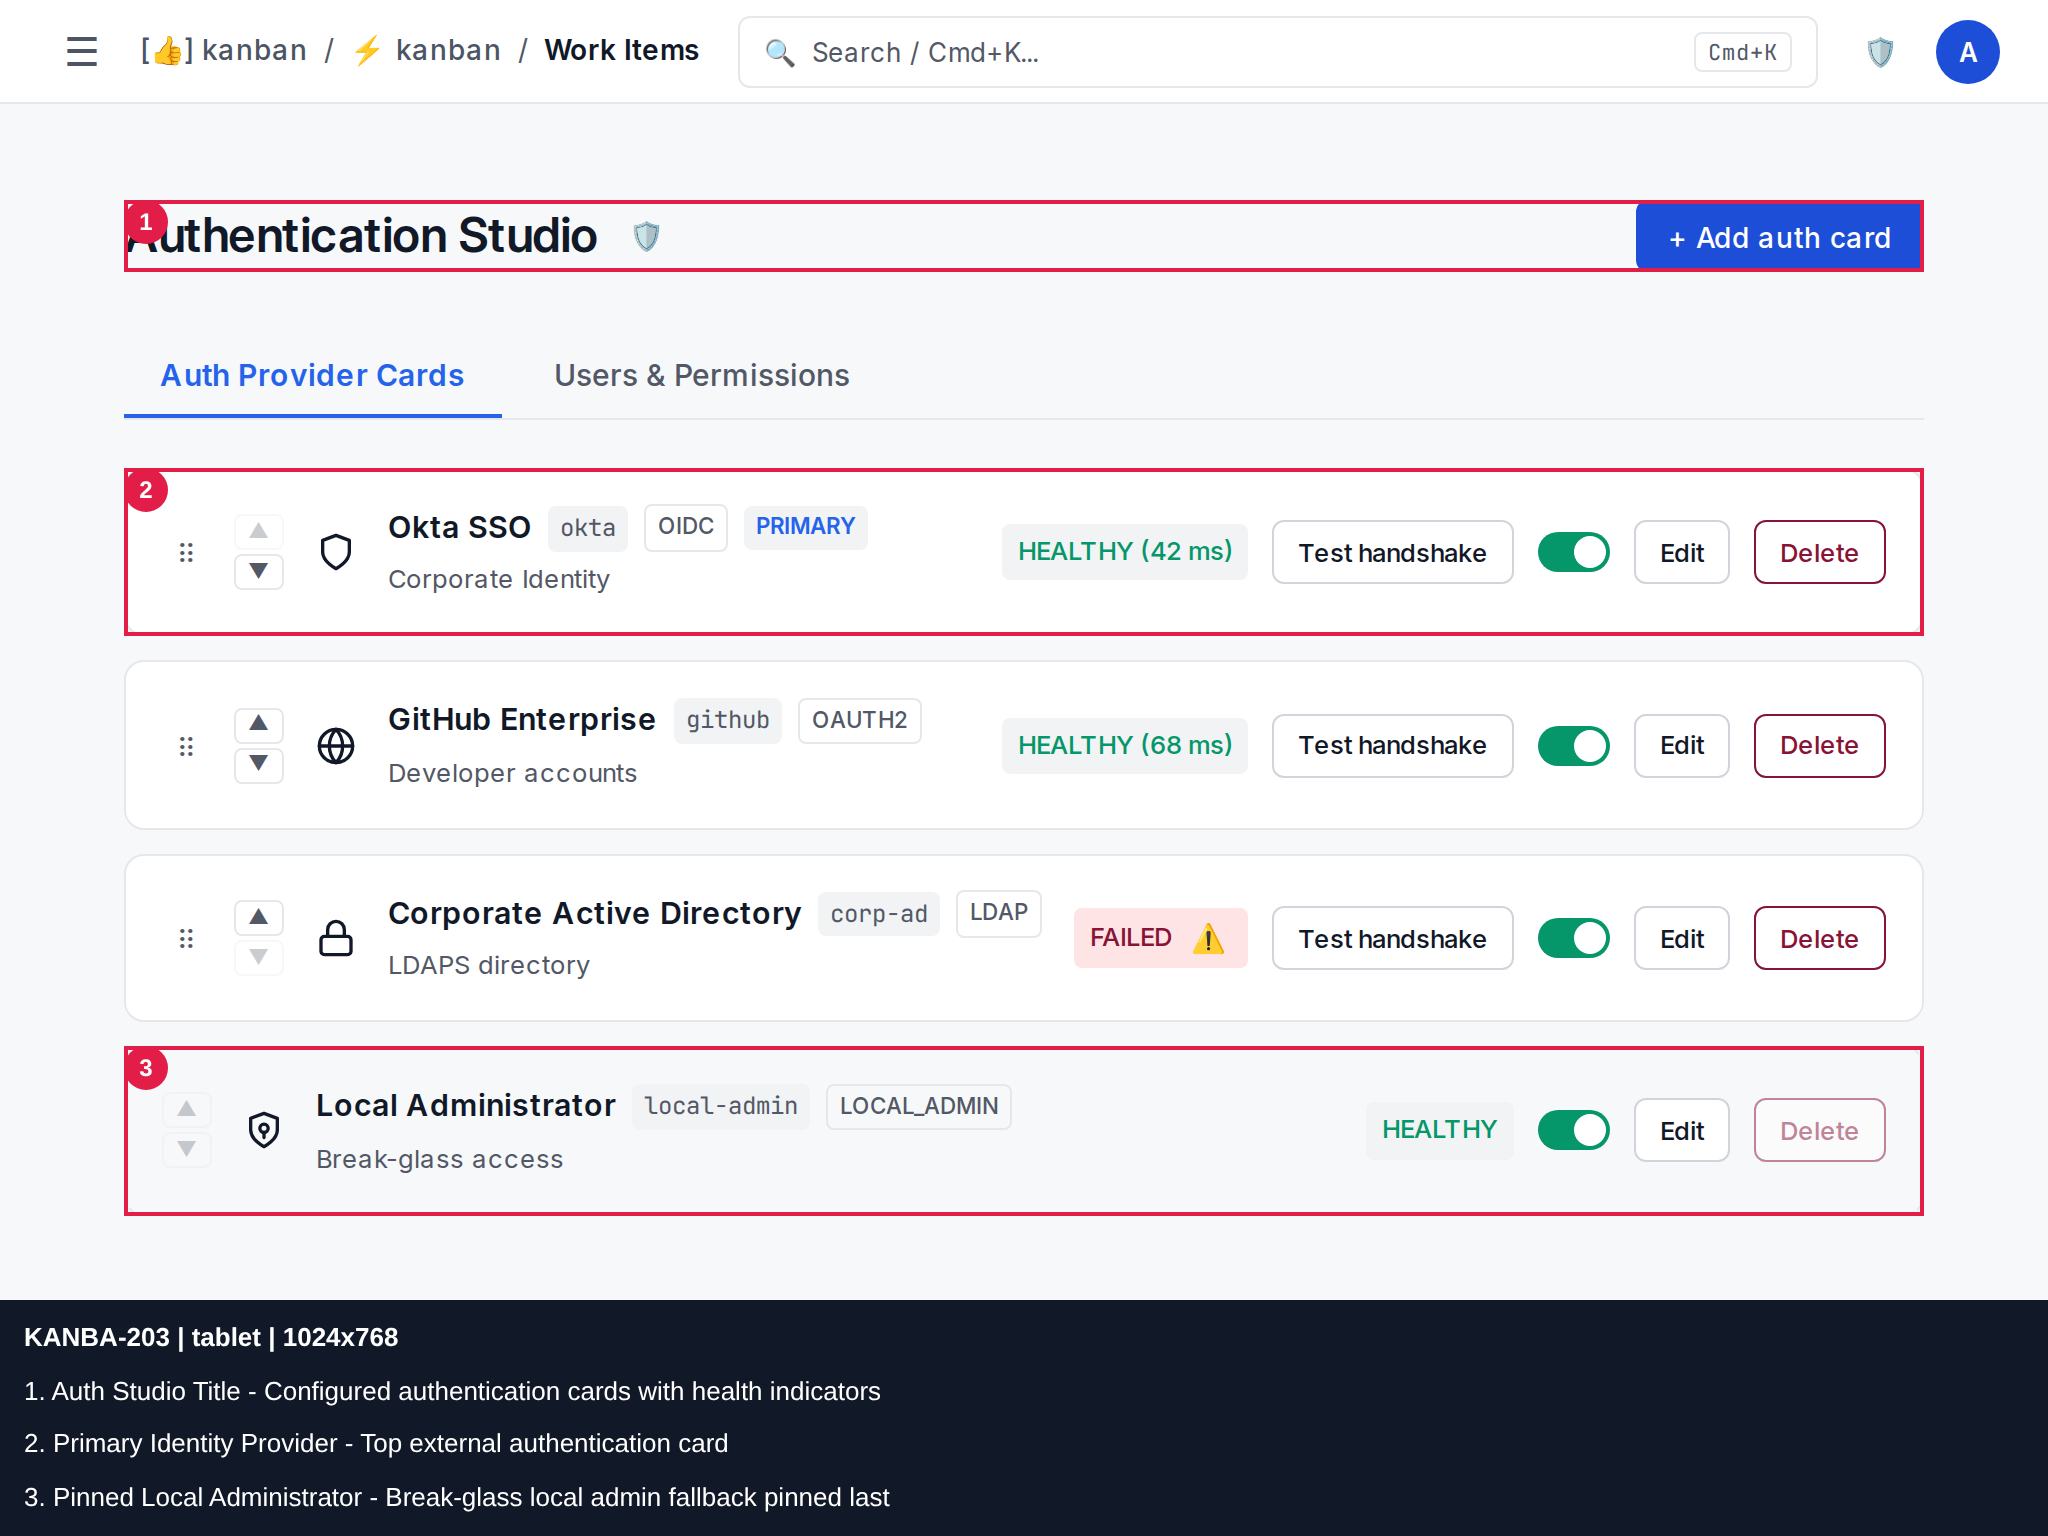 [👍] kanban / ⚡ kanban / Work Items
🔍 Search / Cmd+K...
Cmd+K
A
1
Authentication Studio
+ Add auth card
Auth Provider Cards
Users & Permissions
2
Okta SSO okta OIDC PRIMARY
Corporate Identity
HEALTHY (42 ms) Test handshake Edit Delete
GitHub Enterprise github OAUTH2
Developer accounts
HEALTHY (68 ms) Test handshake Edit Delete
Corporate Active Directory corp-ad LDAP
LDAPS directory
FAILED ⚠️ Test handshake Edit Delete
3
Local Administrator local-admin LOCAL_ADMIN
Break-glass access
HEALTHY Edit Delete
KANBA-203 | tablet | 1024x768
1. Auth Studio Title - Configured authentication cards with health indicators
2. Primary Identity Provider - Top external authentication card
3. Pinned Local Administrator - Break-glass local admin fallback pinned last